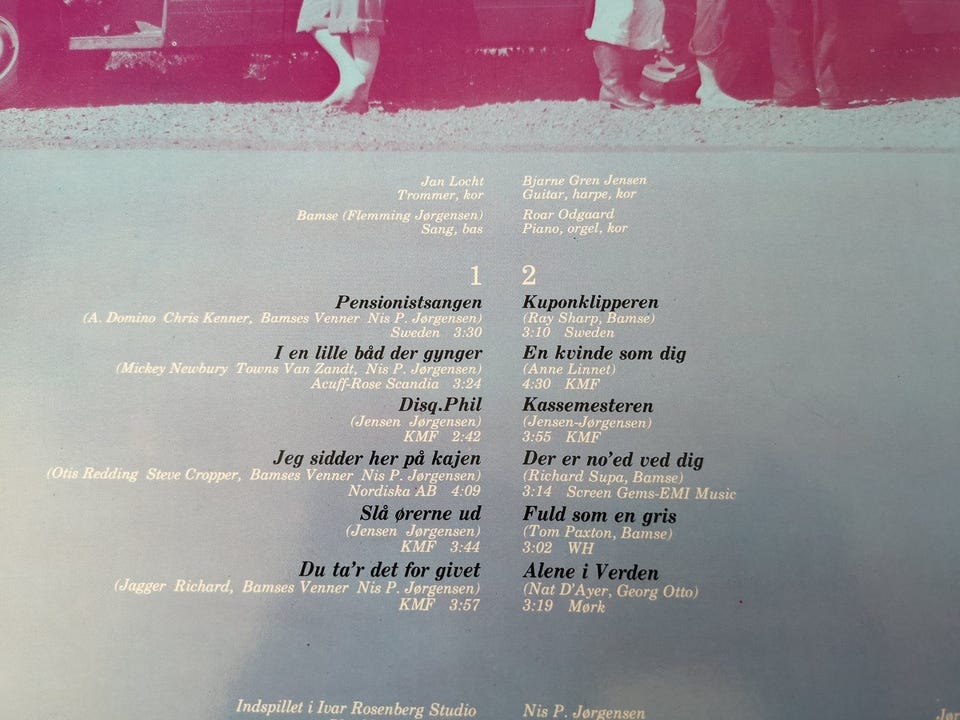 Jan Locht
Trommer, kor
Bamse (Flemming Jørgensen)
Sang, bas
Bjarne Gren Jensen
Guitar, harpe, kor
Roar Odgaard
Piano, orgel, kor
1
Pensionistsangen
(A. Domino Chris Kenner, Bamses Venner Nis P. Jørgensen)
Sweden 3:30
I en lille båd der gynger
(Mickey Newbury Towns Van Zandt, Nis P. Jørgensen)
Acuff-Rose Scandia 3:24
Disq.Phil
(Jensen Jørgensen)
KMF 2:42
Jeg sidder her på kajen
(Otis Redding Steve Cropper, Bamses Venner Nis P. Jørgensen)
Nordiska AB 4:09
Slå ørerne ud
(Jensen Jørgensen)
KMF 3:44
Du ta'r det for givet
(Jagger Richard, Bamses Venner Nis P. Jørgensen)
KMF 3:57
2
Kuponklipperen
(Ray Sharp, Bamse)
3:10 Sweden
En kvinde som dig
(Anne Linnet)
4:30 KMF
Kassemesteren
(Jensen-Jørgensen)
3:55 KMF
Der er no'ed ved dig
(Richard Supa, Bamse)
3:14 Screen Gems-EMI Music
Fuld som en gris
(Tom Paxton, Bamse)
3:02 WH
Alene i Verden
(Nat D'Ayer, Georg Otto)
3:19 Mørk
Indspillet i Ivar Rosenberg Studio
Nis P. Jørgensen